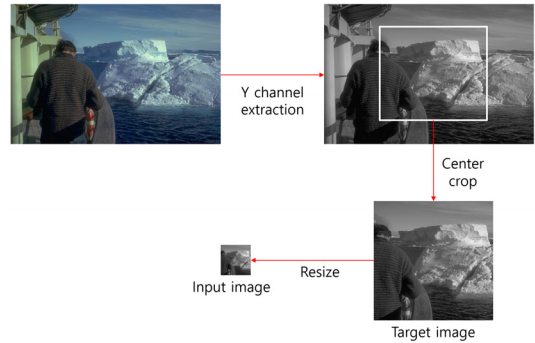 Y channel
extraction
Center
crop
Resize
Input image
Target image